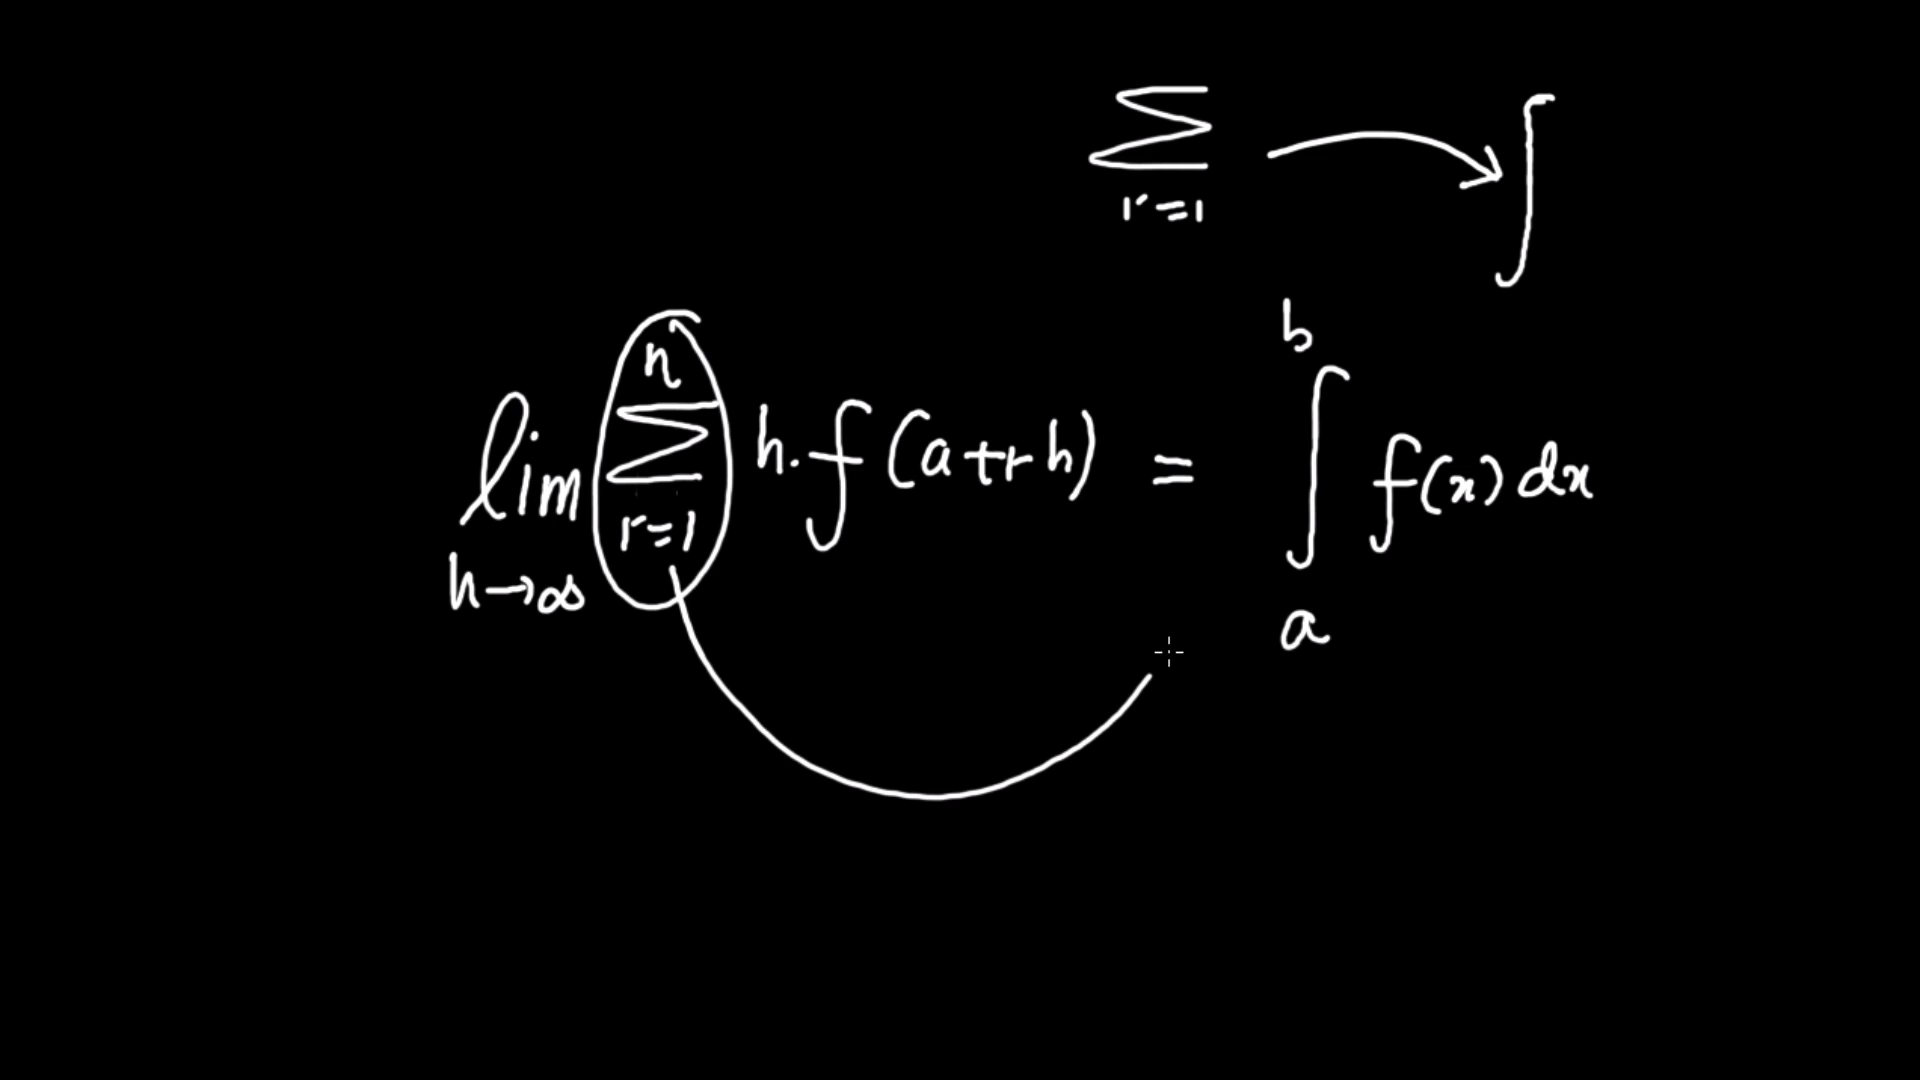 ∑ r=1 → ∫
lim n→∞ ∑ r=1 n h.f(a+rh) = ∫ a b f(x) dx